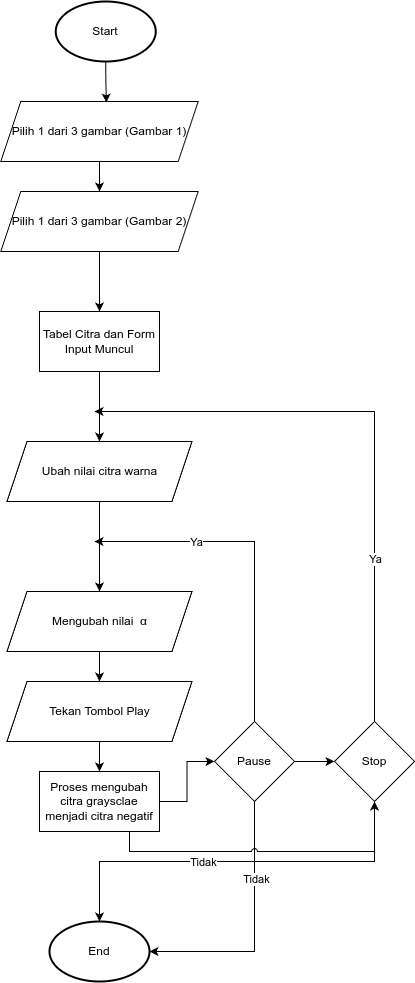 Start
Pilih 1 dari 3 gambar (Gambar 1)
Pilih 1 dari 3 gambar (Gambar 2)
Tabel Citra dan Form
Input Muncul
Ubah nilai citra warna
Ya
Ya
Mengubah nilai α
Tekan Tombol Play
Proses mengubah
citra graysclae
menjadi citra negatif
Pause
Stop
Tidak
Tidak
End